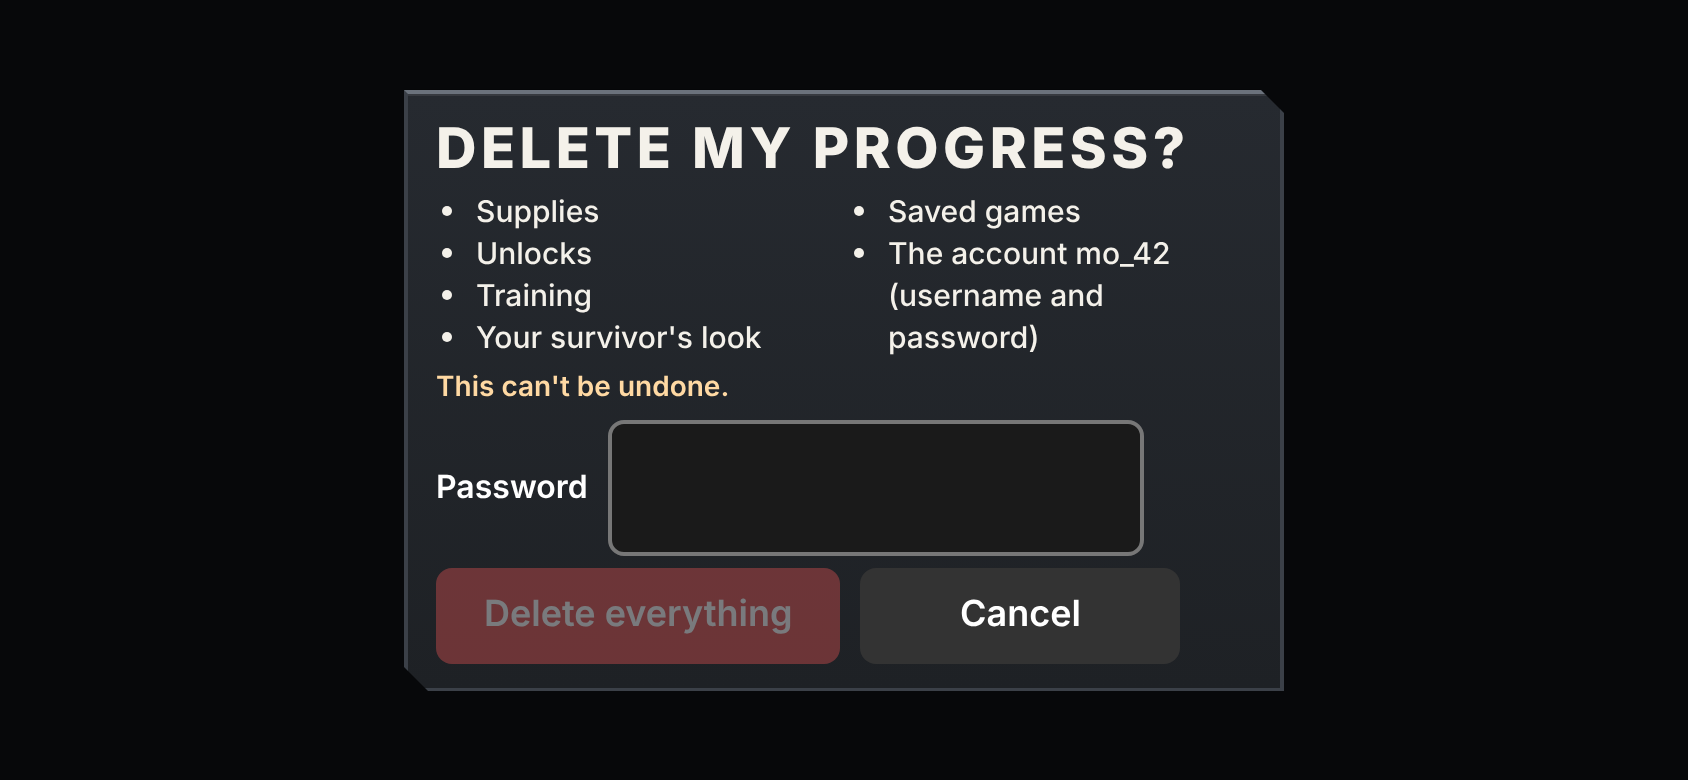 DELETE MY PROGRESS?
• Supplies
• Unlocks
• Training
• Your survivor's look
• Saved games
• The account mo_42
(username and
password)
This can't be undone.
Password
Delete everything
Cancel